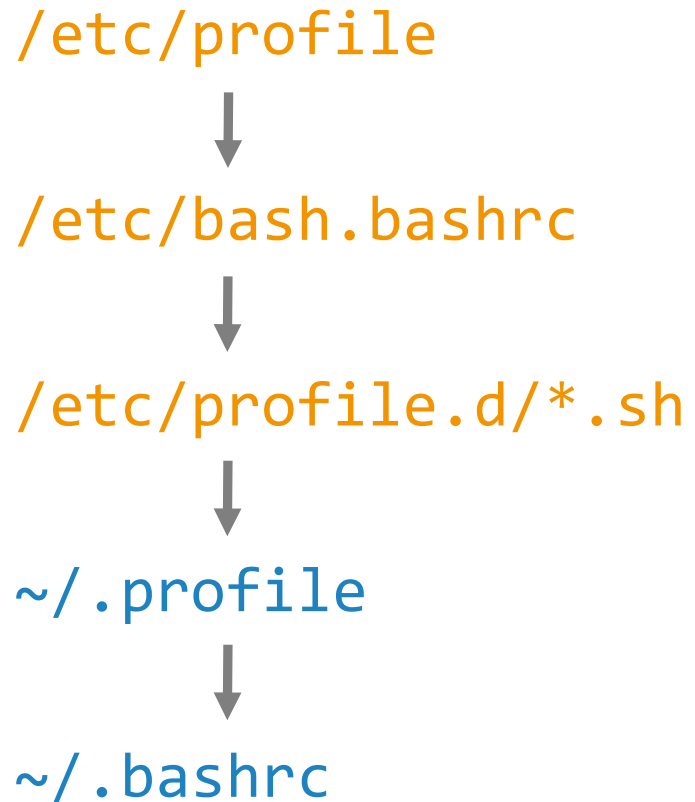 /etc/profile
/etc/bash.bashrc
/etc/profile.d/*.sh
~/.profile
~/.bashrc